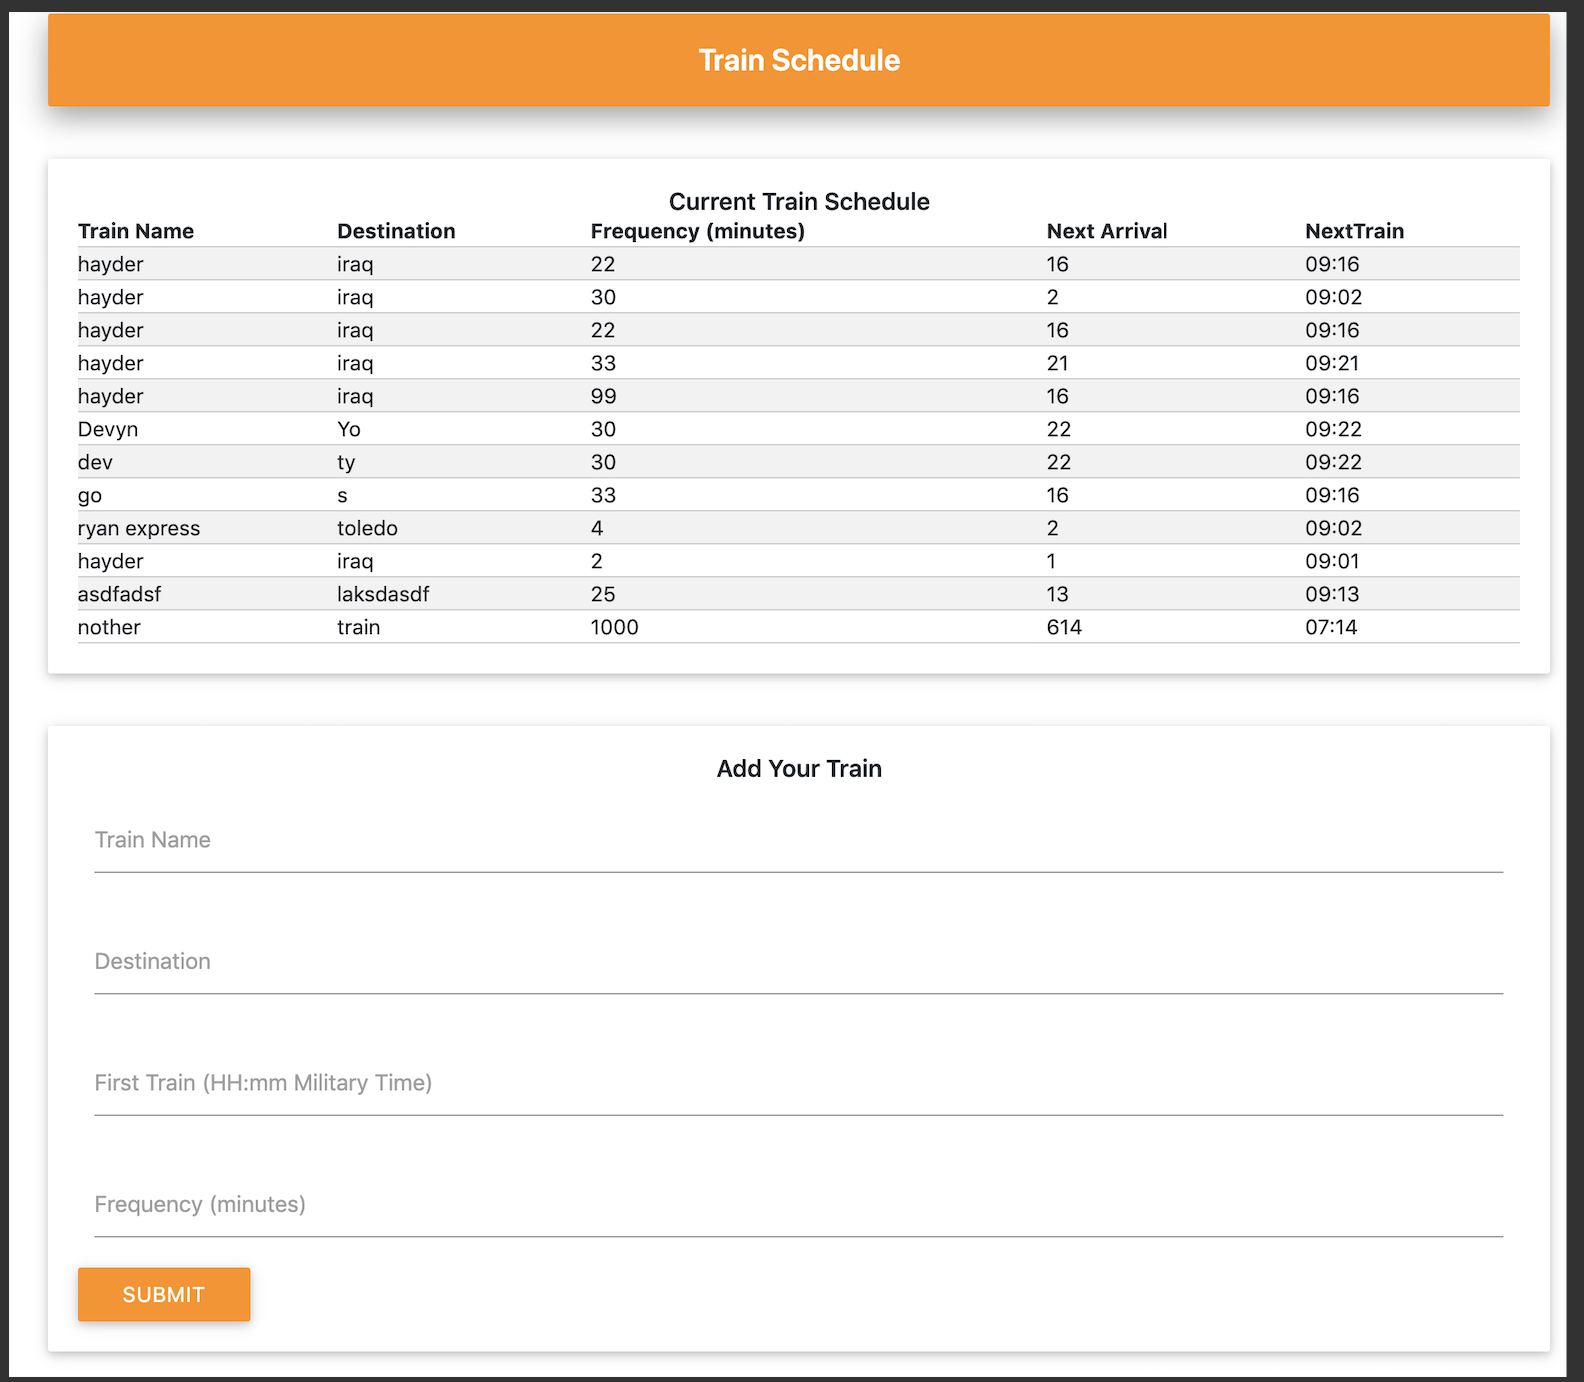 Train Schedule
Current Train Schedule
Train Name Destination Frequency (minutes) Next Arrival NextTrain
hayder iraq 22 16 09:16
hayder iraq 30 2 09:02
hayder iraq 22 16 09:16
hayder iraq 33 21 09:21
hayder iraq 99 16 09:16
Devyn Yo 30 22 09:22
dev ty 30 22 09:22
go s 33 16 09:16
ryan express toledo 4 2 09:02
hayder iraq 2 1 09:01
asdfadsf laksdasdf 25 13 09:13
nother train 1000 614 07:14
Add Your Train
Train Name
Destination
First Train (HH:mm Military Time)
Frequency (minutes)
SUBMIT